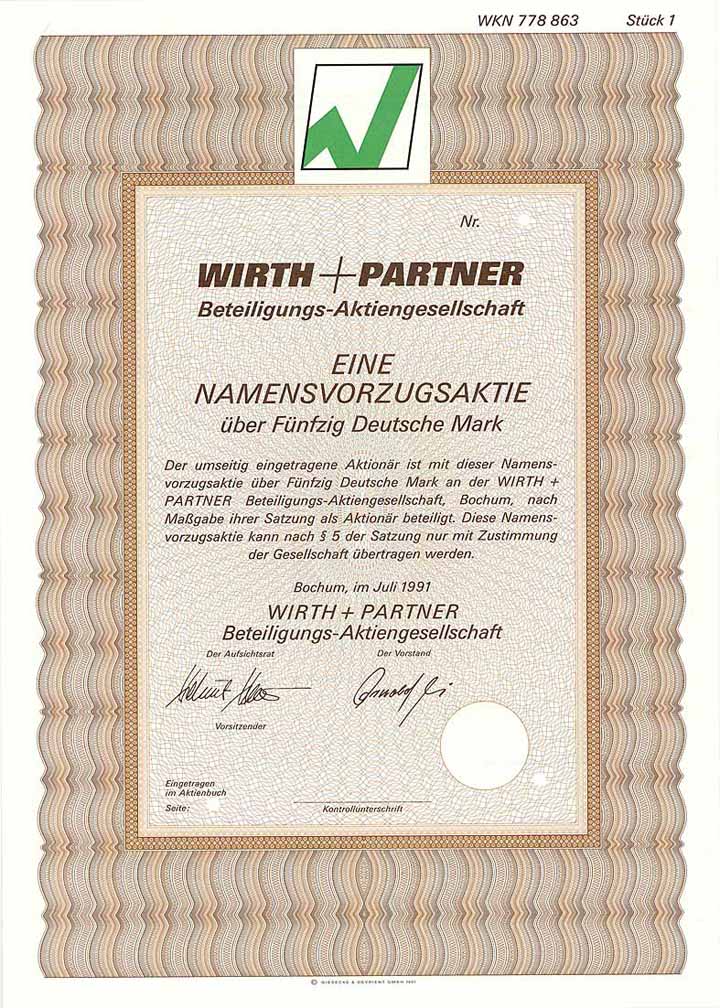 WKN 778 863 Stück 1
Nr.
WIRTH + PARTNER
Beteiligungs-Aktiengesellschaft
EINE
NAMENSVORZUGSAKTIE
über Fünfzig Deutsche Mark
Der umseitig eingetragene Aktionär ist mit dieser Namens-
vorzugsaktie über Fünfzig Deutsche Mark an der WIRTH +
PARTNER Beteiligungs-Aktiengesellschaft, Bochum, nach
Maßgabe ihrer Satzung als Aktionär beteiligt. Diese Namens-
vorzugsaktie kann nach § 5 der Satzung nur mit Zustimmung
der Gesellschaft übertragen werden.
Bochum, im Juli 1991
WIRTH + PARTNER
Beteiligungs-Aktiengesellschaft
Der Aufsichtsrat Der Vorstand
Vorsitzender
Eingetragen
im Aktienbuch
Seite:
Kontrollunterschrift
© GIESECKE & DEVRIENT GMBH 1991